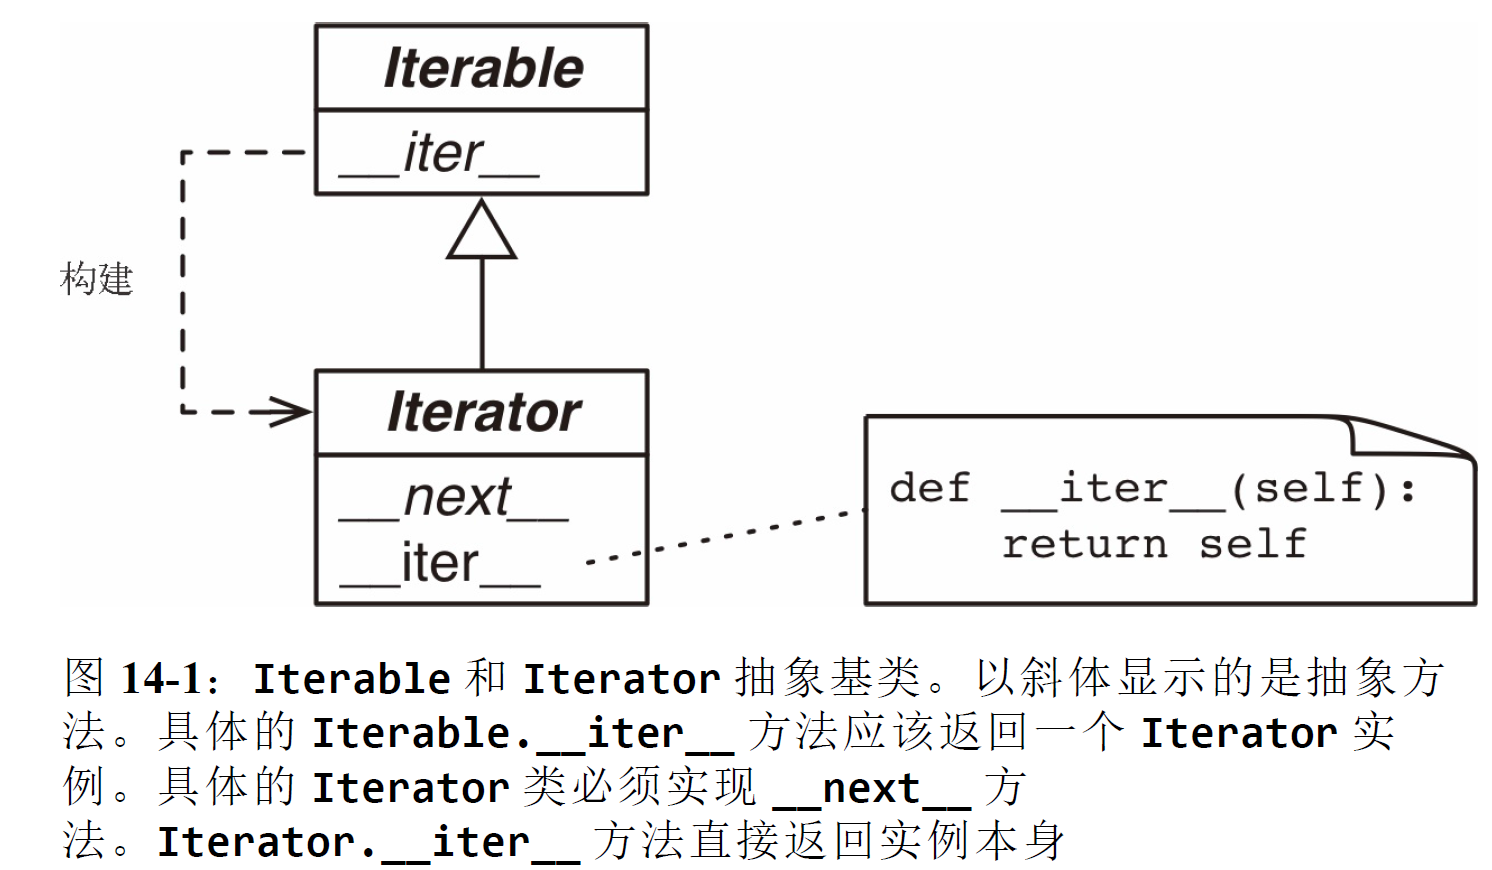 Iterable
__iter__
构建
Iterator
__next__
__iter__
def __iter__(self):
    return self
图 14-1：Iterable 和 Iterator 抽象基类。以斜体显示的是抽象方
法。具体的 Iterable.__iter__ 方法应该返回一个 Iterator 实
例。具体的 Iterator 类必须实现 __next__ 方
法。Iterator.__iter__ 方法直接返回实例本身